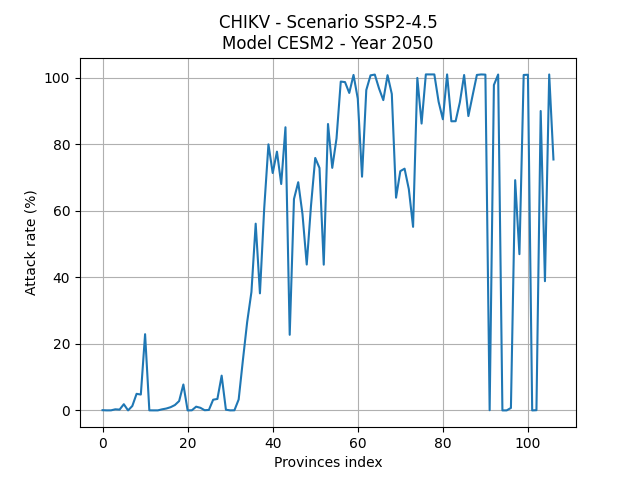 CHIKV - Scenario SSP2-4.5
Model CESM2 - Year 2050
Attack rate (%)
100
80
60
40
20
0
0 20 40 60 80 100
Provinces index